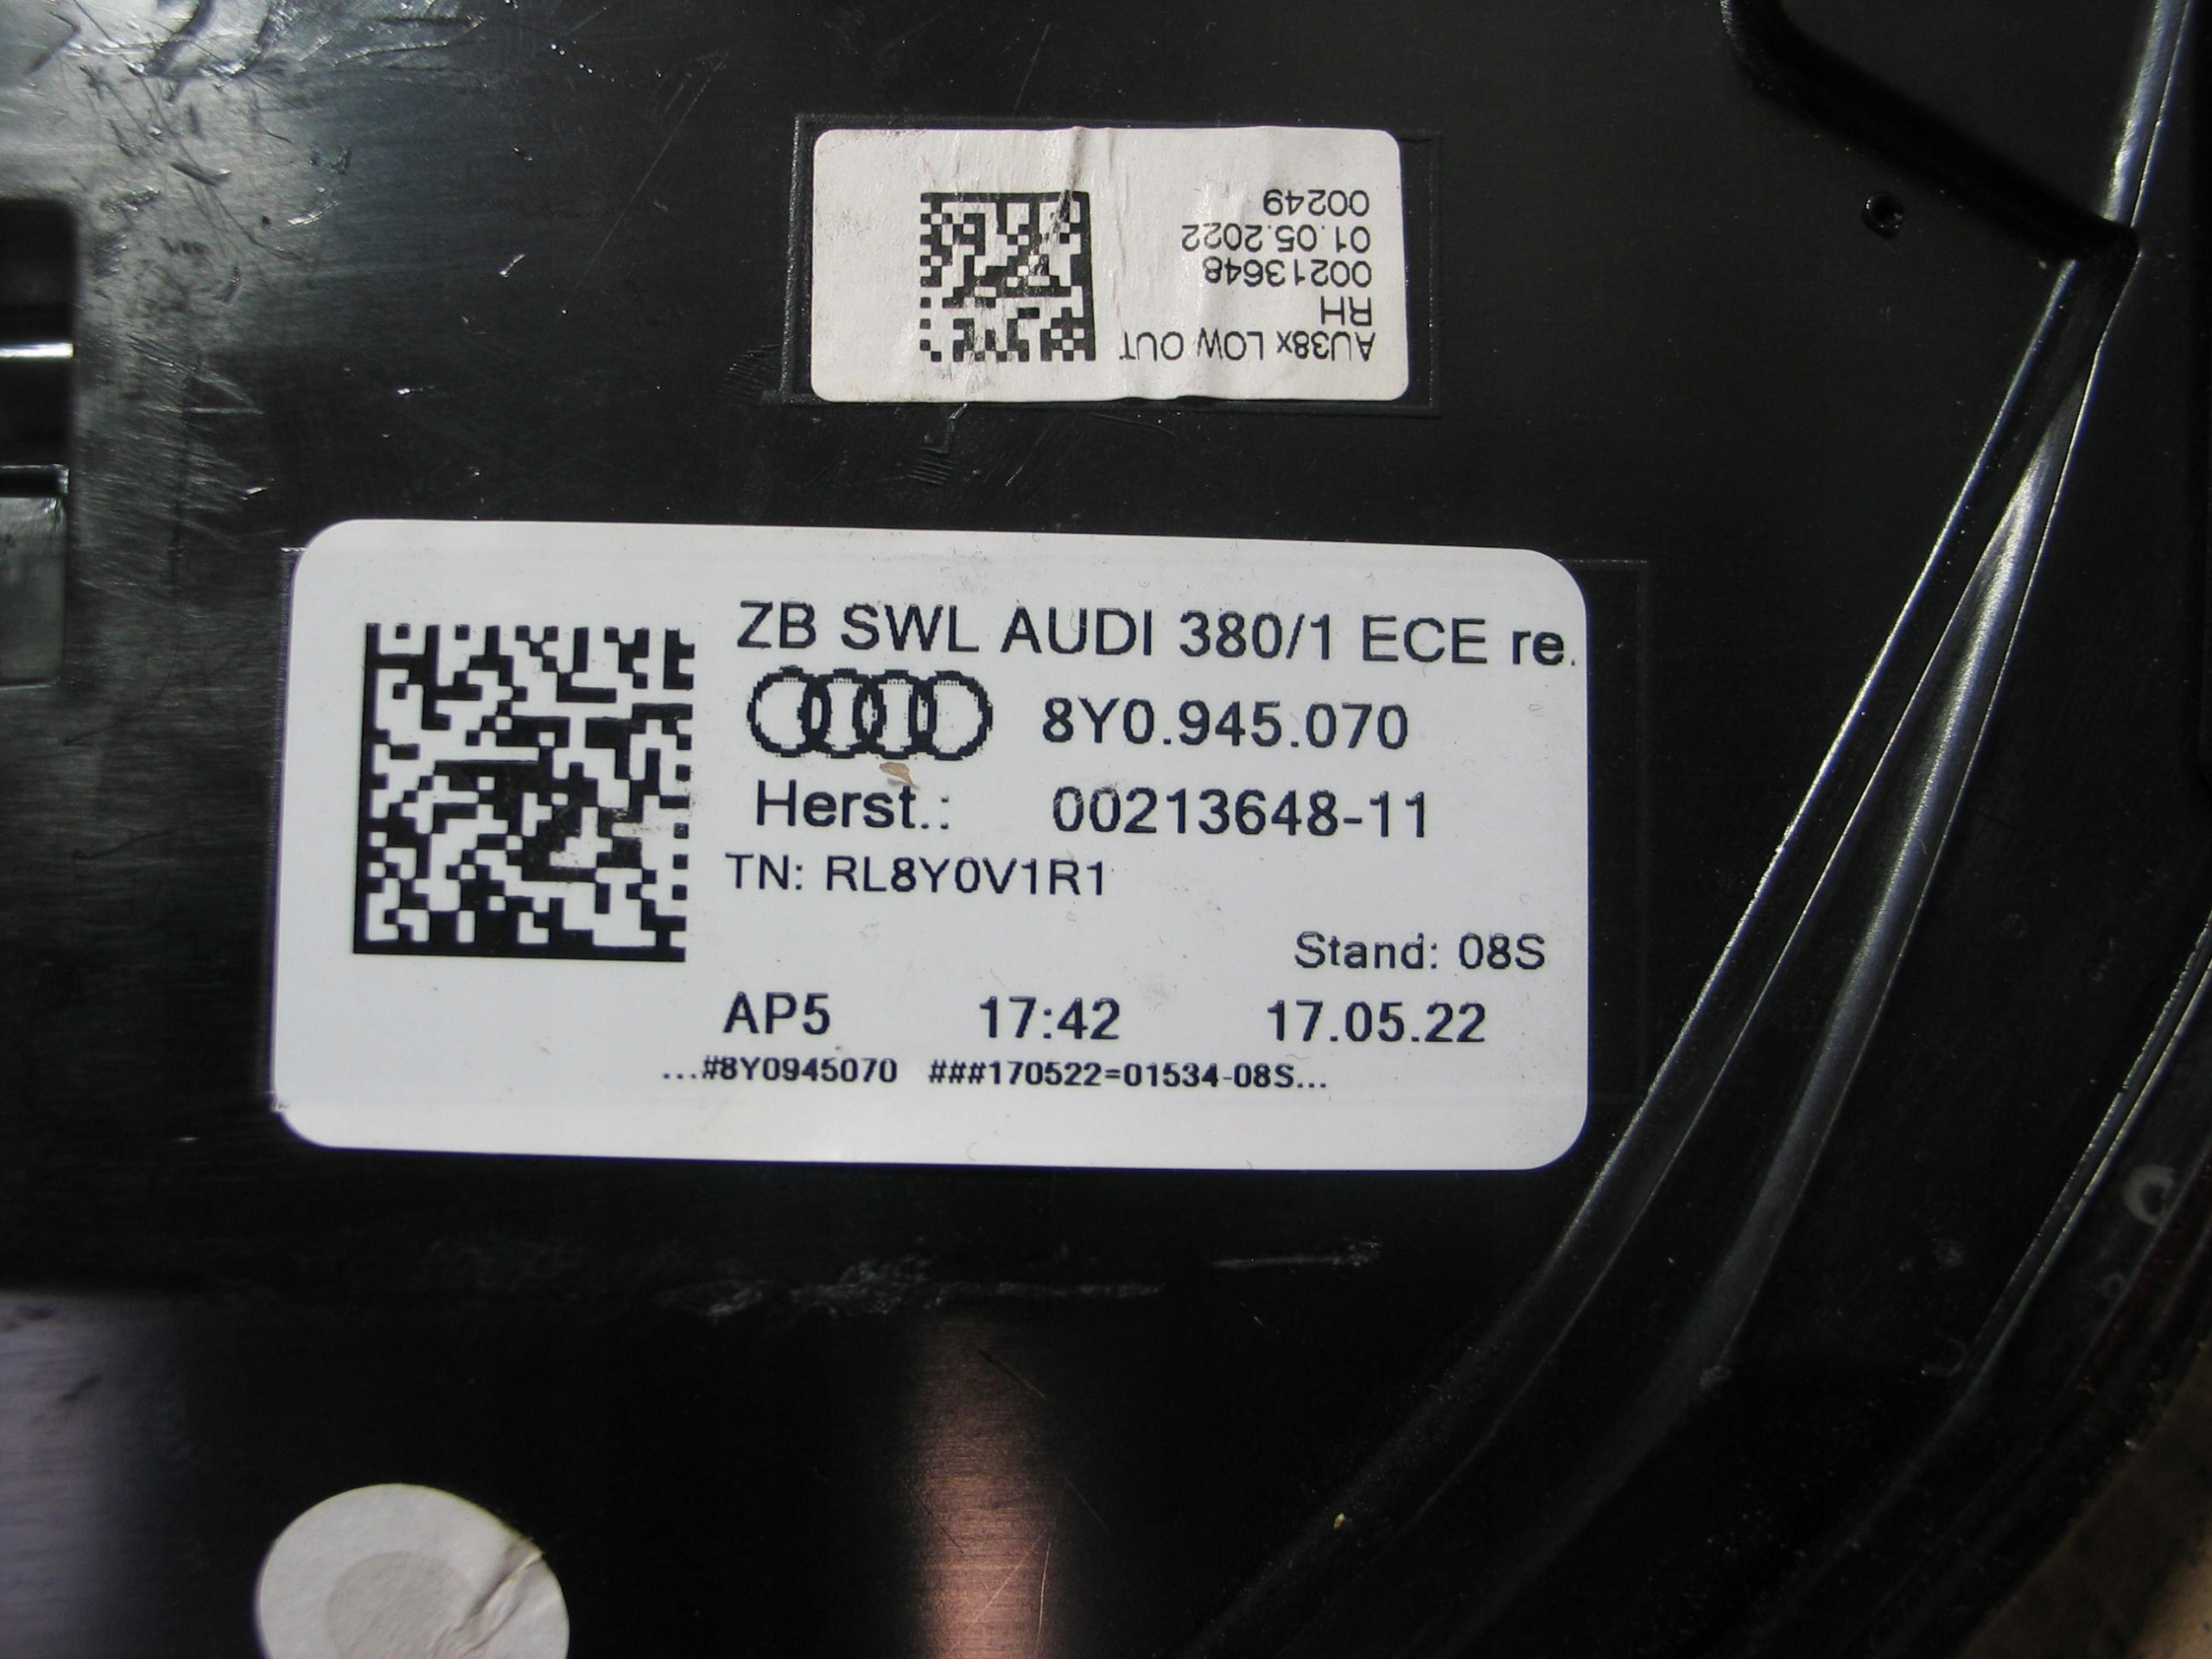 AU38x LOW OUT
RH
00213648
01.05.2022
00249
ZB SWL AUDI 380/1 ECE re.
8Y0.945.070
Herst.: 00213648-11
TN: RL8Y0V1R1
Stand: 08S
AP5 17:42 17.05.22
...#8Y0945070 ###170522=01534-08S...